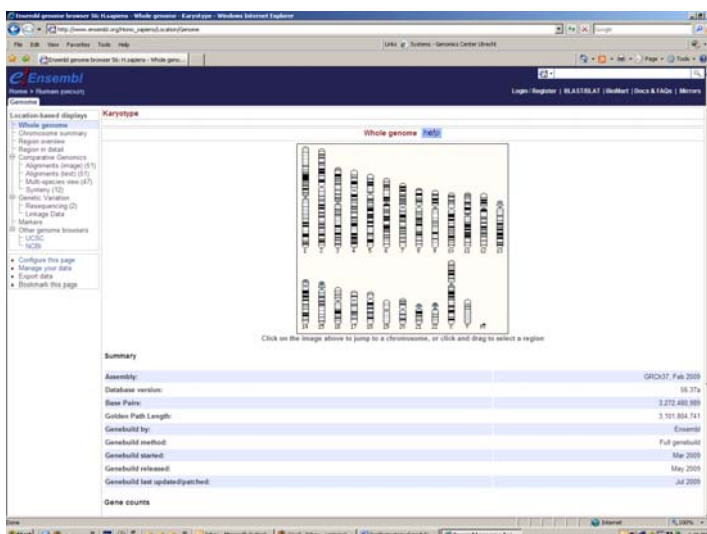 Ensembl genome browser 56: H.sapiens - Whole genome - Karyotype - Windows Internet Explorer
File Edit View Favorites Tools Help
Ensembl genome browser 56: H.sapiens - Whole geno...
Page Tools
e Ensembl
Home > Human (GRCh37)
Login / Register | BLAST/BLAT | BioMart | Docs & FAQs | Mirrors
Genome
Location-based displays
Whole genome
Chromosome summary
Region overview
Region in detail
Comparative Genomics
Alignments (image) (51)
Alignments (text) (51)
Multi-species view (47)
Synteny (12)
Genetic Variation
Resequencing (2)
Linkage Data
Markers
Other genome browsers
UCSC
NCBI
Configure this page
Manage your data
Export data
Bookmark this page
Karyotype
Whole genome help
Click on the image above to jump to a chromosome, or click and drag to select a region
Summary
Assembly: GRCh37, Feb 2009
Database version: 56.37a
Base Pairs: 3,272,480,989
Golden Path Length: 3,101,804,741
Genebuild by: Ensembl
Genebuild method: Full genebuild
Genebuild started: Mar 2009
Genebuild released: May 2009
Genebuild last updated/patched: Jul 2009
Gene counts
Done
Internet
100%